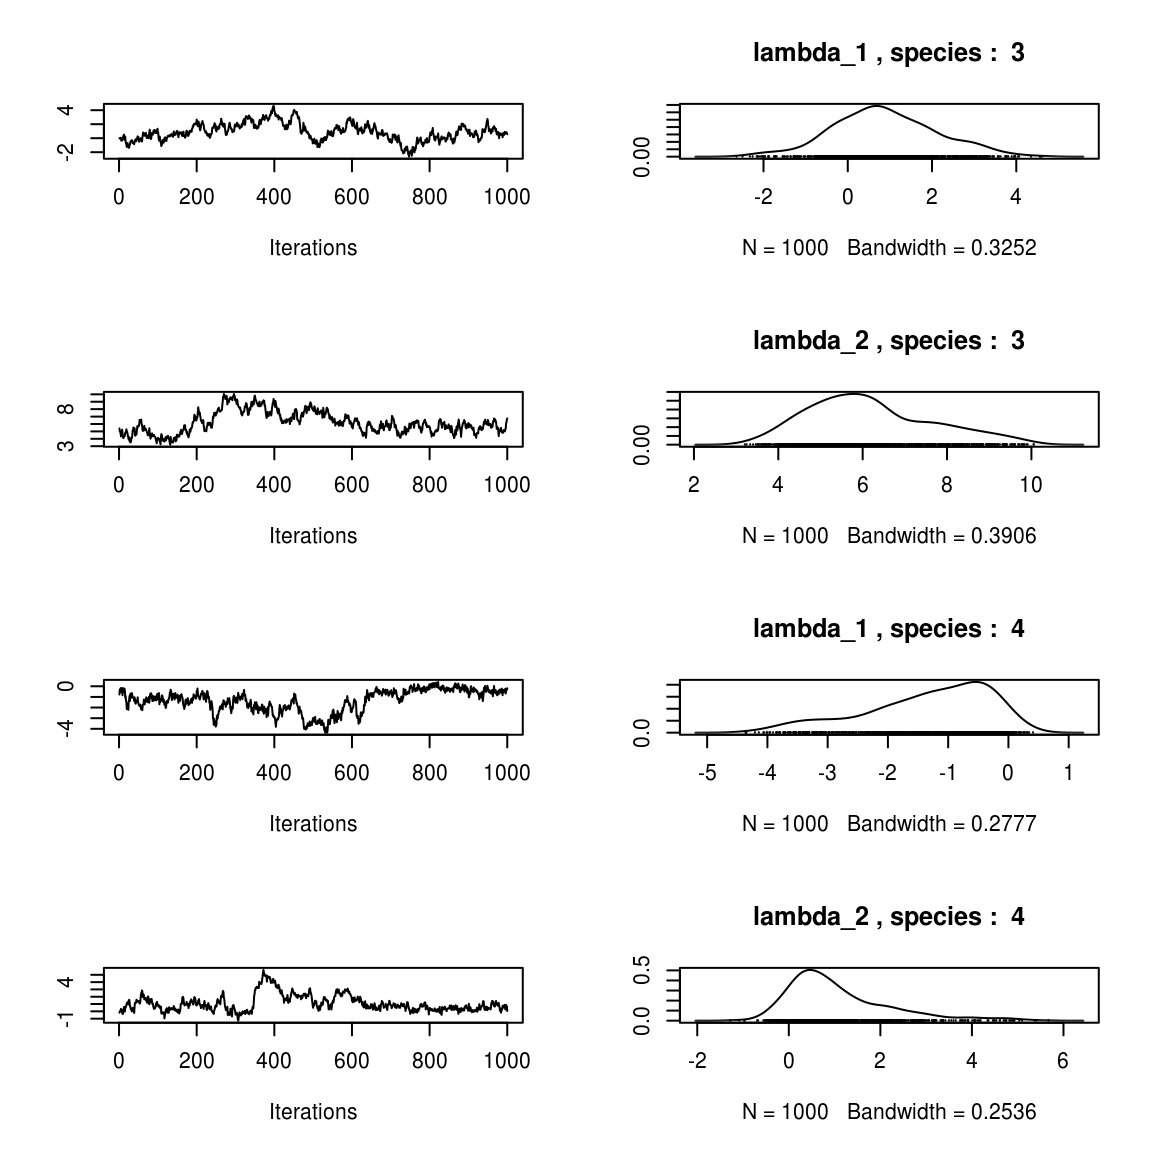 lambda_1 , species : 3
4
-2
0 200 400 600 800 1000
Iterations
0.00
-2 0 2 4
N = 1000 Bandwidth = 0.3252
lambda_2 , species : 3
8
3
0 200 400 600 800 1000
Iterations
0.00
2 4 6 8 10
N = 1000 Bandwidth = 0.3906
lambda_1 , species : 4
0
-4
0 200 400 600 800 1000
Iterations
0.0
-5 -4 -3 -2 -1 0 1
N = 1000 Bandwidth = 0.2777
lambda_2 , species : 4
4
-1
0 200 400 600 800 1000
Iterations
0.5
0.0
-2 0 2 4 6
N = 1000 Bandwidth = 0.2536